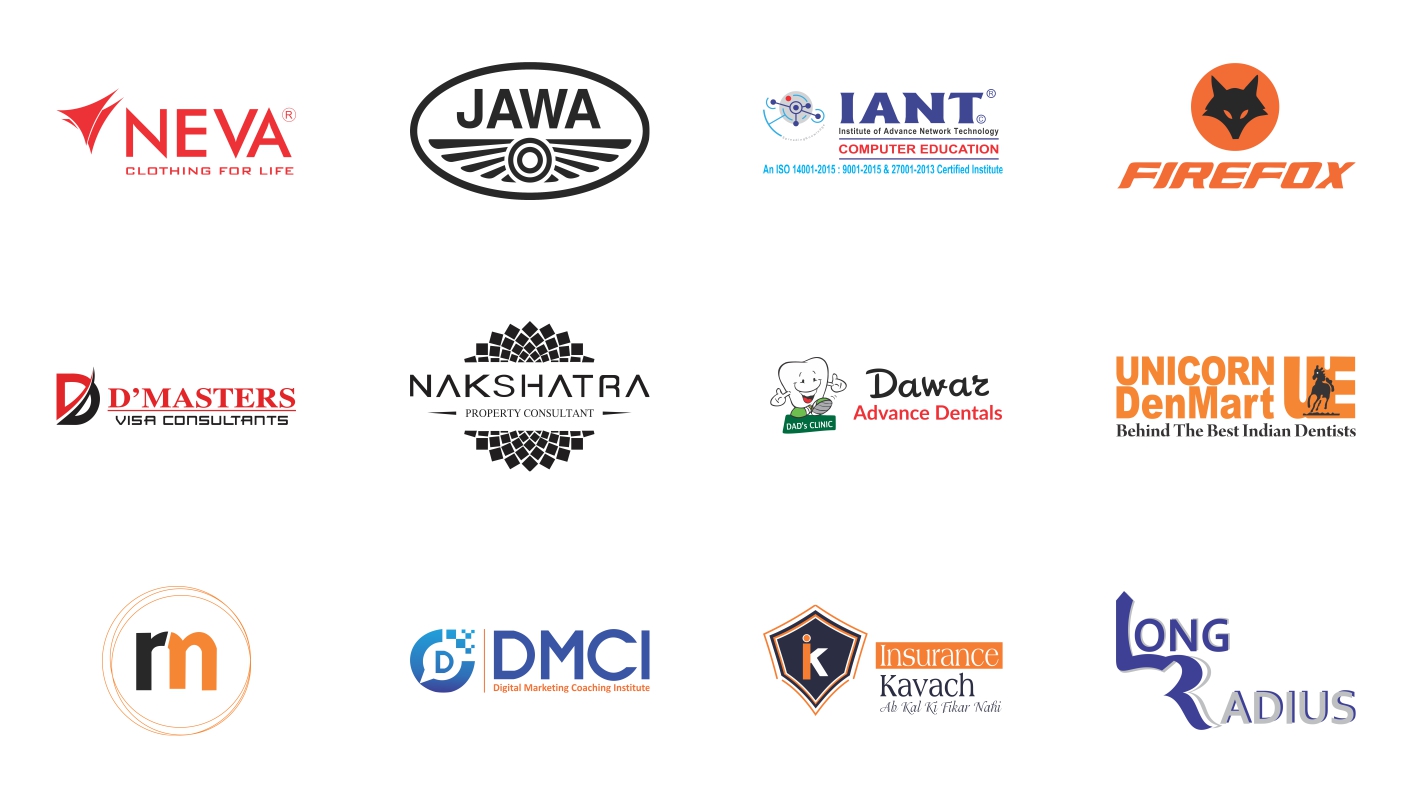 NEVA®
CLOTHING FOR LIFE
JAWA
IANT®
©
Institute of Advance Network Technology
COMPUTER EDUCATION
An ISO 14001-2015 : 9001-2015 & 27001-2013 Certified Institute
FIREFOX
D
D'MASTERS
VISA CONSULTANTS
NAKSHATRA
PROPERTY CONSULTANT
DAD's CLINIC
Dawar
Advance Dentals
UNICORN
DenMart
UE
Behind The Best Indian Dentists
rn
D
DMCI
Digital Marketing Coaching Institute
ik
Insurance
Kavach
Ab Kal Ki Fikar Nahi
LONG
RADIUS